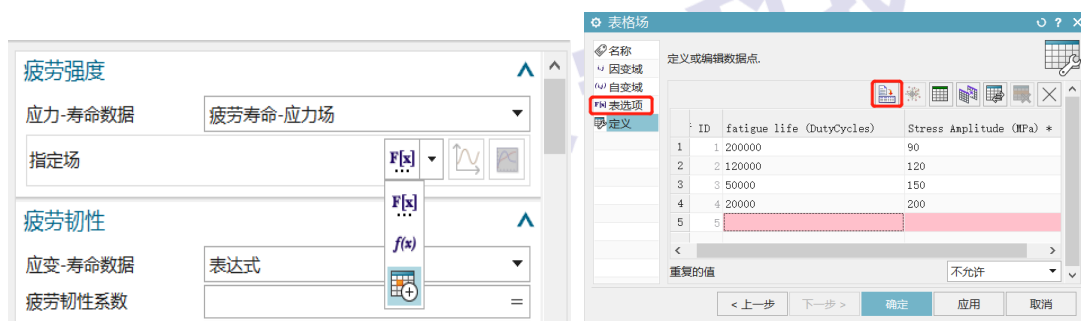 疲劳强度
应力-寿命数据 疲劳寿命-应力场
指定场 F[x]
F[x]
f(x)
疲劳韧性
应变-寿命数据 表达式
疲劳韧性系数 =
表格场
名称
因变域
自变域
表选项
定义
定义或编辑数据点.
ID fatigue life (DutyCycles) Stress Amplitude (MPa) *
1 1 200000 90
2 2 120000 120
3 3 50000 150
4 4 20000 200
5 5
重复的值 不允许
< 上一步 下一步 > 确定 应用 取消